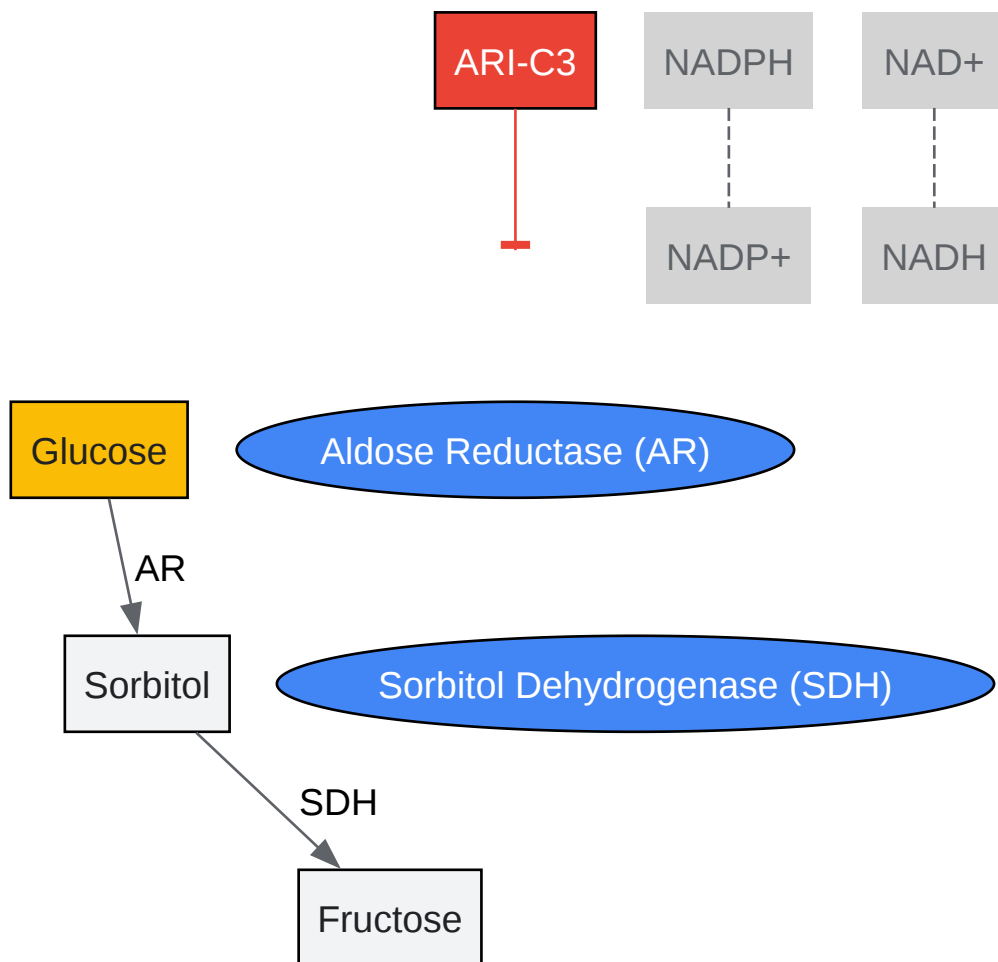 ARI-C3
NADPH
NAD+
NADP+
NADH
Glucose
Aldose Reductase (AR)
AR
Sorbitol
Sorbitol Dehydrogenase (SDH)
SDH
Fructose